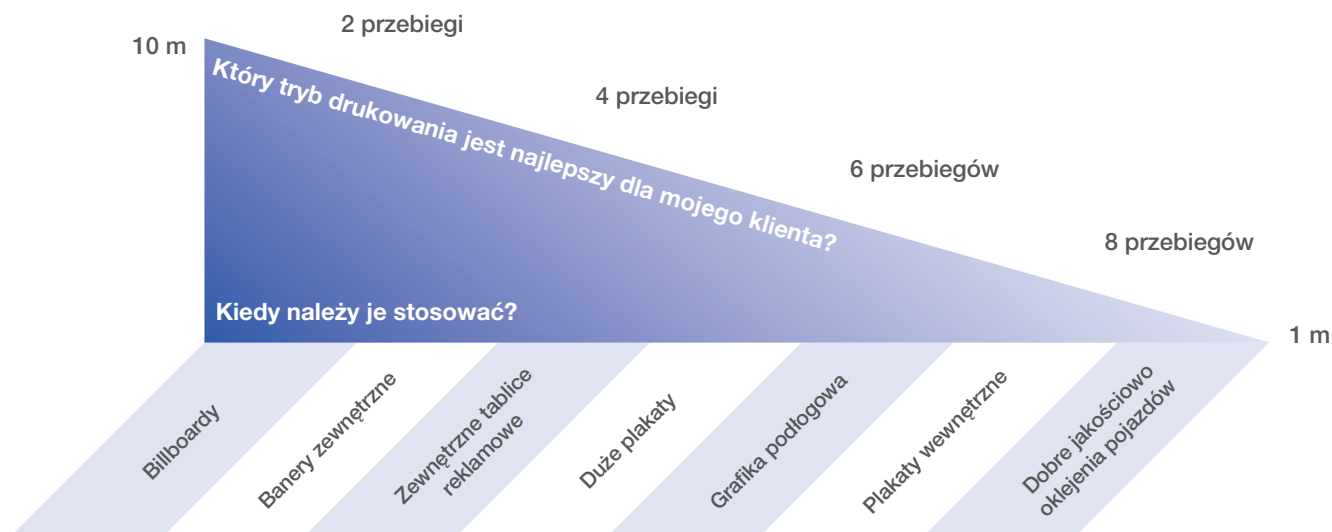 2 przebiegi
10 m
Który tryb drukowania jest najlepszy dla mojego klienta?
4 przebiegi
6 przebiegów
8 przebiegów
Kiedy należy je stosować?
1 m
Billboardy
Banery zewnętrzne
Zewnętrzne tablice
reklamowe
Duże plakaty
Grafika podłogowa
Plakaty wewnętrzne
Dobre jakościowo
oklejenia pojazdów